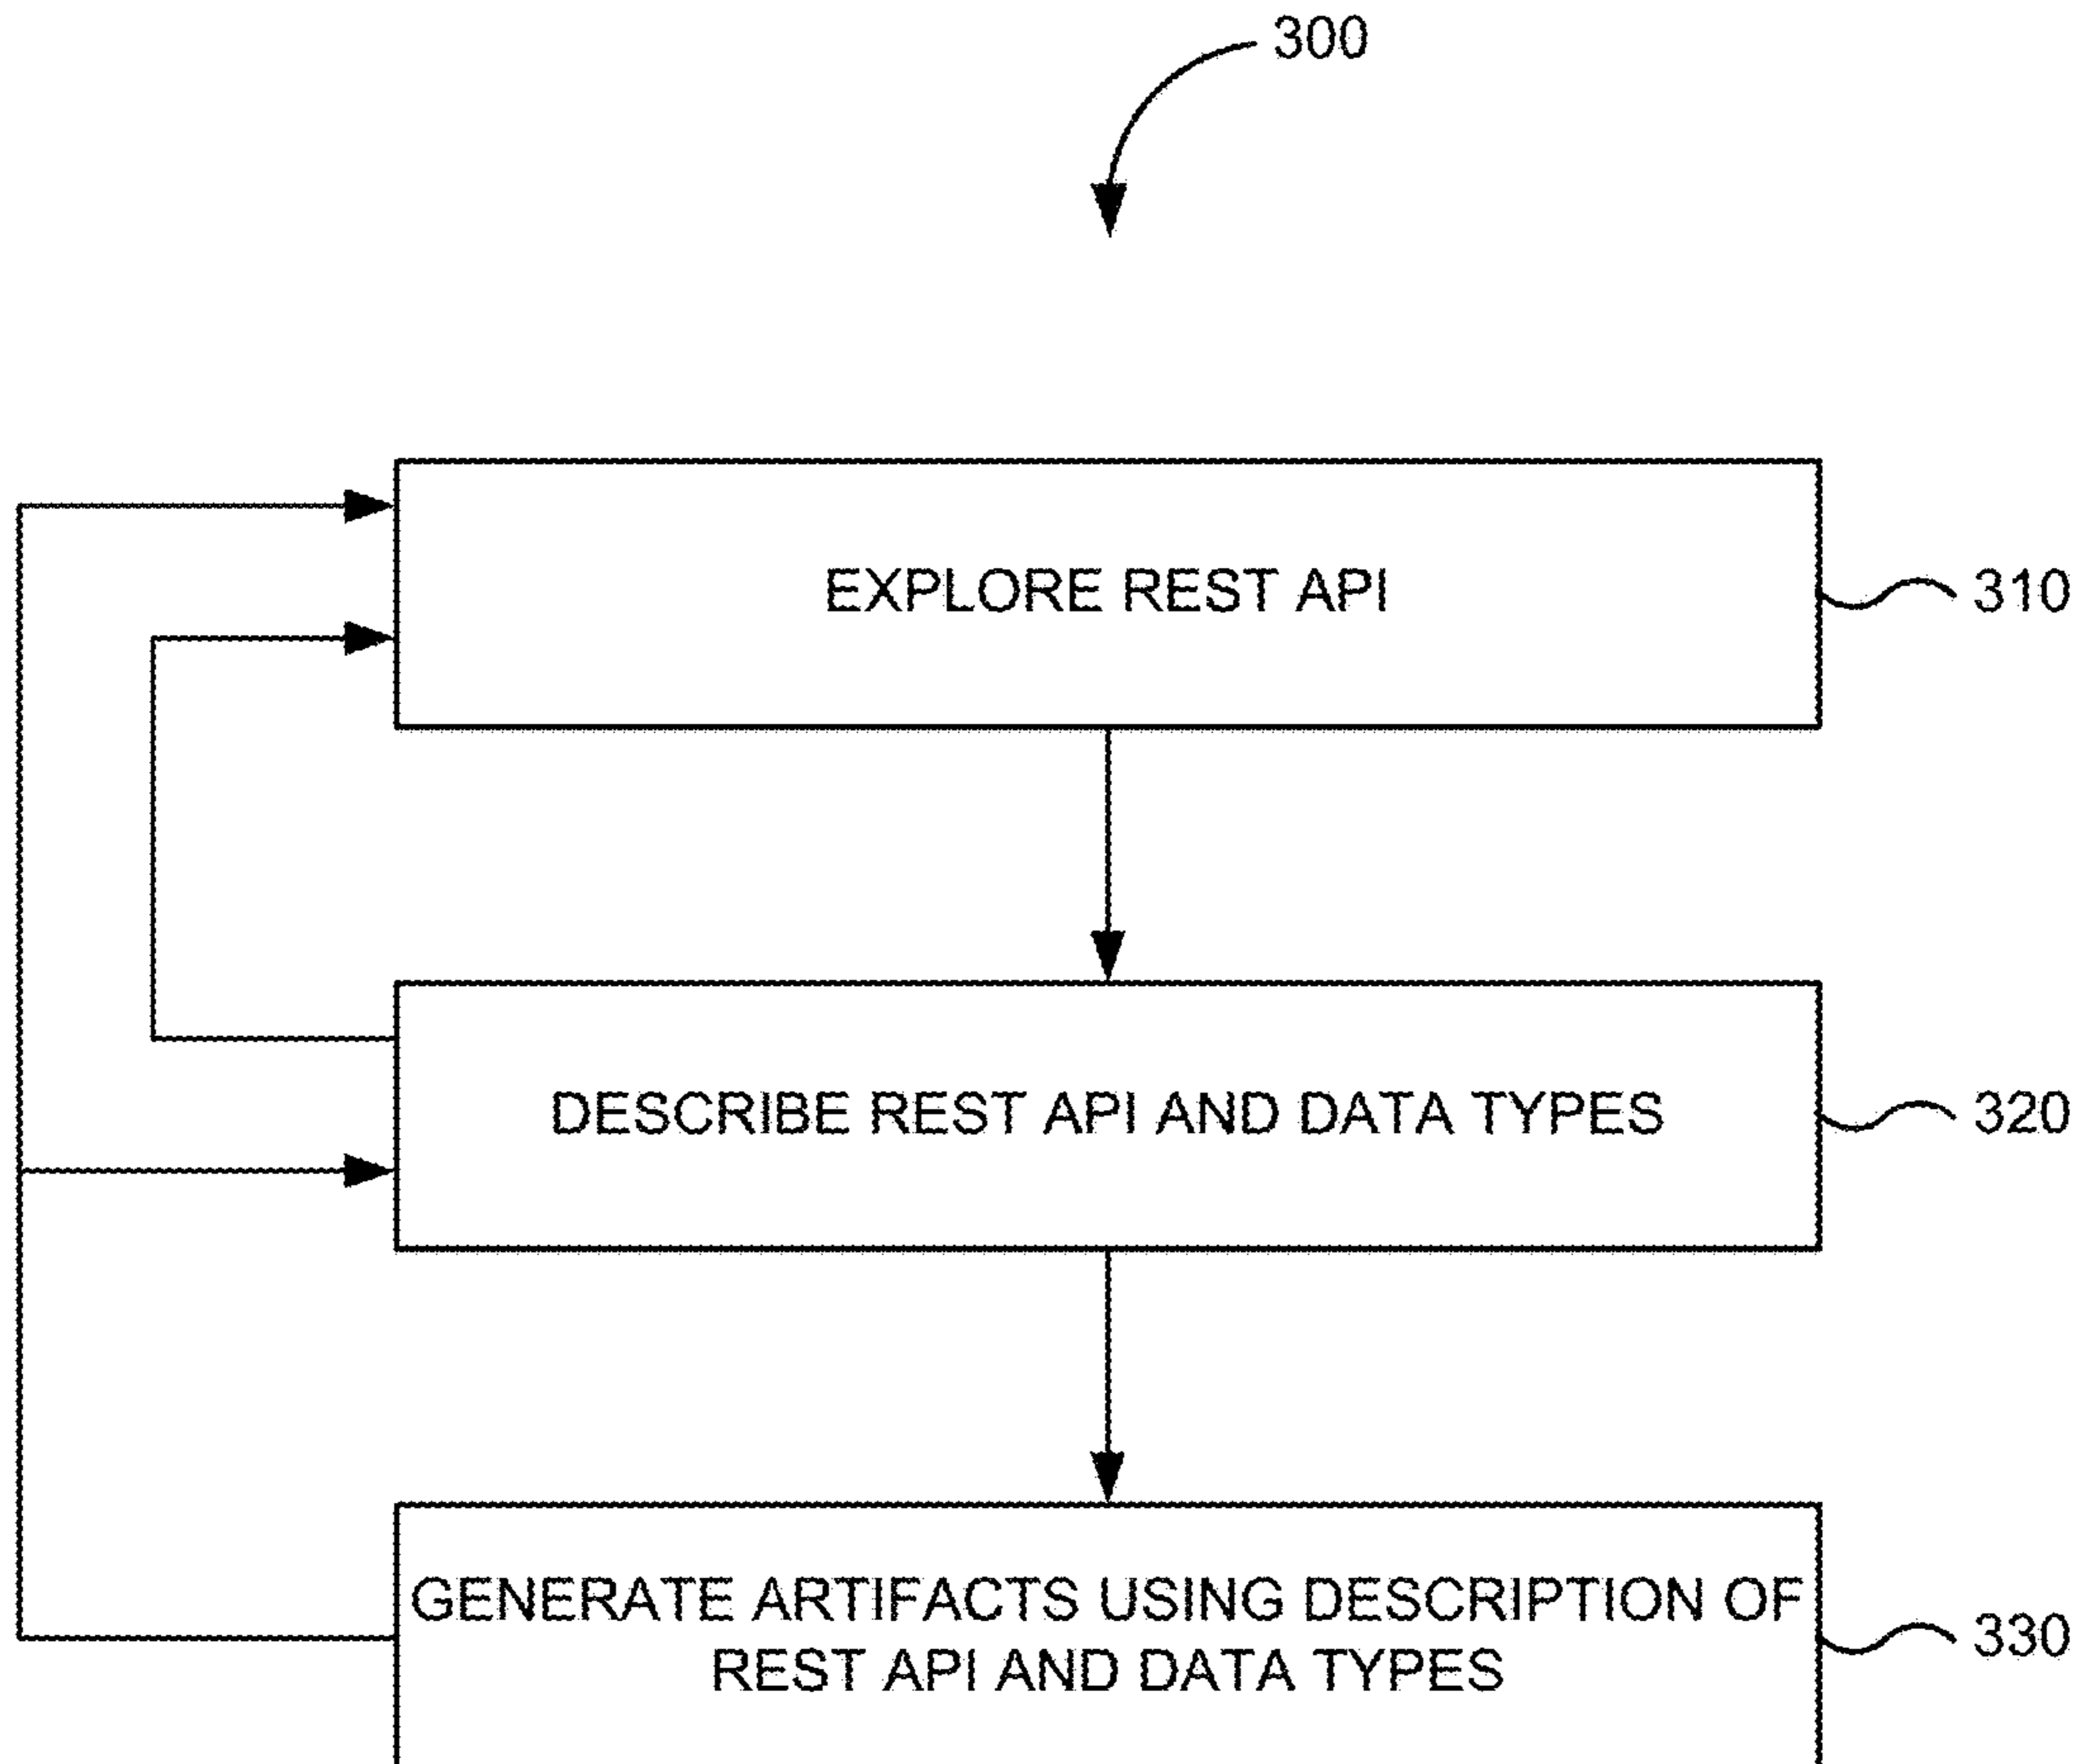 300
EXPLORE REST API
310
DESCRIBE REST API AND DATA TYPES
320
GENERATE ARTIFACTS USING DESCRIPTION OF
REST API AND DATA TYPES
330